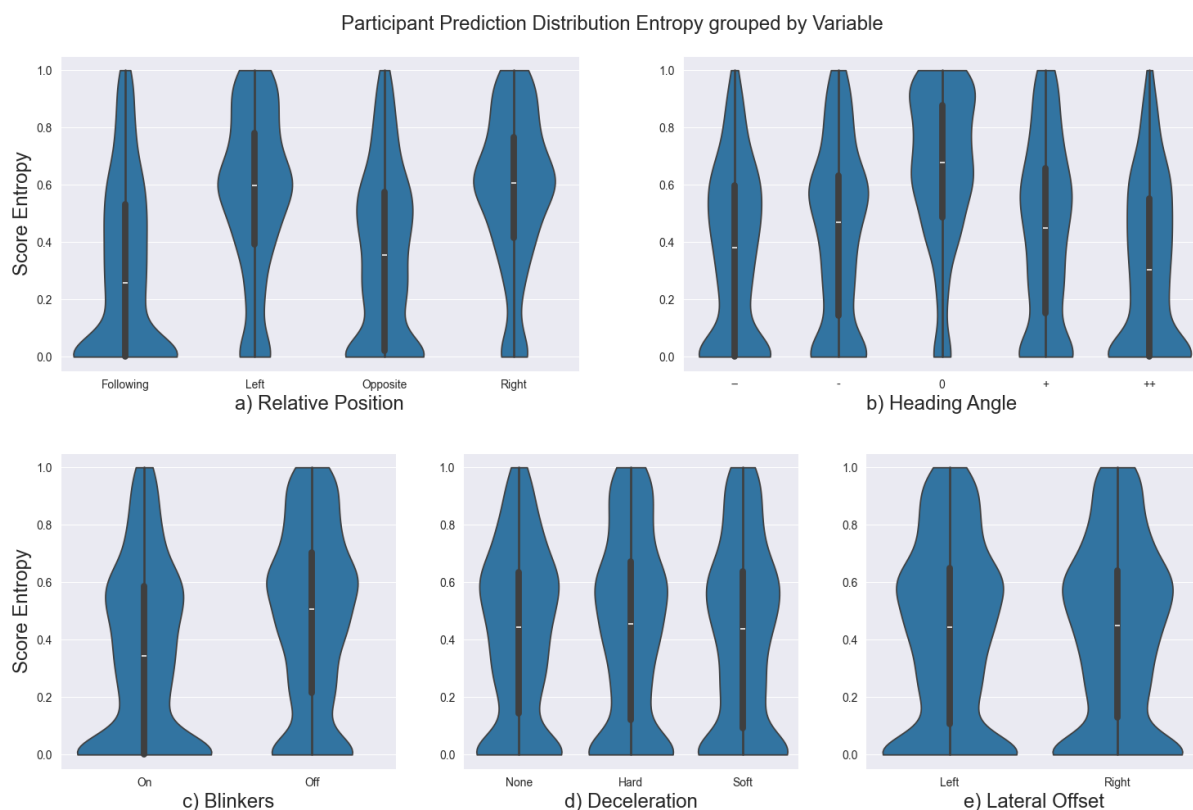 Participant Prediction Distribution Entropy grouped by Variable
Score Entropy
1.0
0.8
0.6
0.4
0.2
0.0
Following Left Opposite Right
a) Relative Position
1.0
0.8
0.6
0.4
0.2
0.0
– - 0 + ++
b) Heading Angle
Score Entropy
1.0
0.8
0.6
0.4
0.2
0.0
On Off
c) Blinkers
1.0
0.8
0.6
0.4
0.2
0.0
None Hard Soft
d) Deceleration
1.0
0.8
0.6
0.4
0.2
0.0
Left Right
e) Lateral Offset